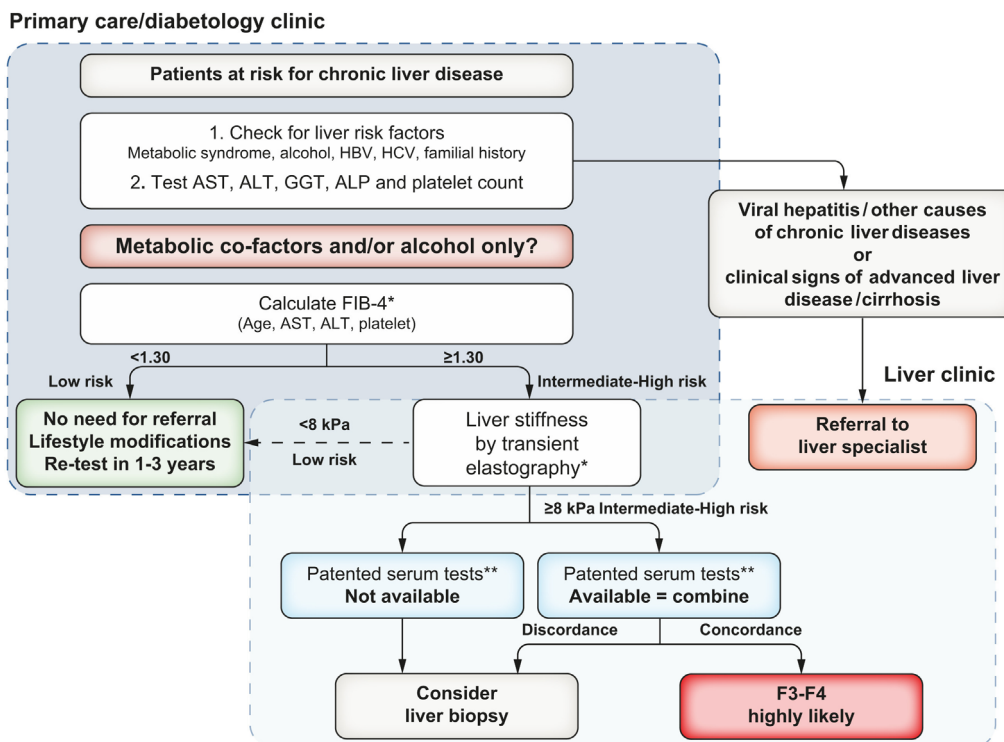 Primary care/diabetology clinic
Patients at risk for chronic liver disease
1. Check for liver risk factors
Metabolic syndrome, alcohol, HBV, HCV, familial history
2. Test AST, ALT, GGT, ALP and platelet count
Viral hepatitis/other causes
of chronic liver diseases
or
clinical signs of advanced liver
disease/cirrhosis
Metabolic co-factors and/or alcohol only?
Calculate FIB-4*
(Age, AST, ALT, platelet)
<1.30
≥1.30
Low risk
Intermediate-High risk
Liver clinic
No need for referral
Lifestyle modifications
Re-test in 1-3 years
<8 kPa
Low risk
Liver stiffness
by transient
elastography*
Referral to
liver specialist
≥8 kPa Intermediate-High risk
Patented serum tests**
Not available
Patented serum tests**
Available = combine
Discordance
Concordance
Consider
liver biopsy
F3-F4
highly likely